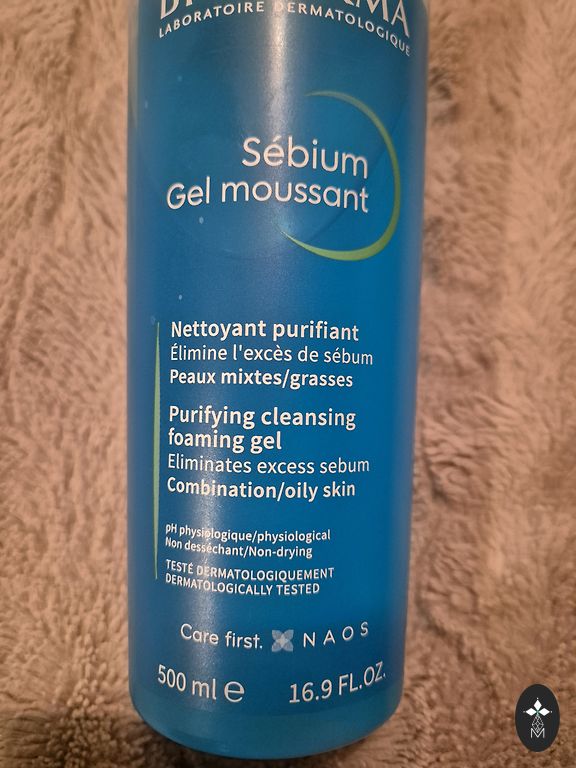 LABORATOIRE DERMATOLOGIQUE
Sébium
Gel moussant
Nettoyant purifiant
Élimine l'excès de sébum
Peaux mixtes/grasses
Purifying cleansing
foaming gel
Eliminates excess sebum
Combination/oily skin
pH physiologique/physiological
Non desséchant/Non-drying
TESTÉ DERMATOLOGIQUEMENT
DERMATOLOGICALLY TESTED
Care first. NAOS
500 ml e 16.9 FL.OZ.
M